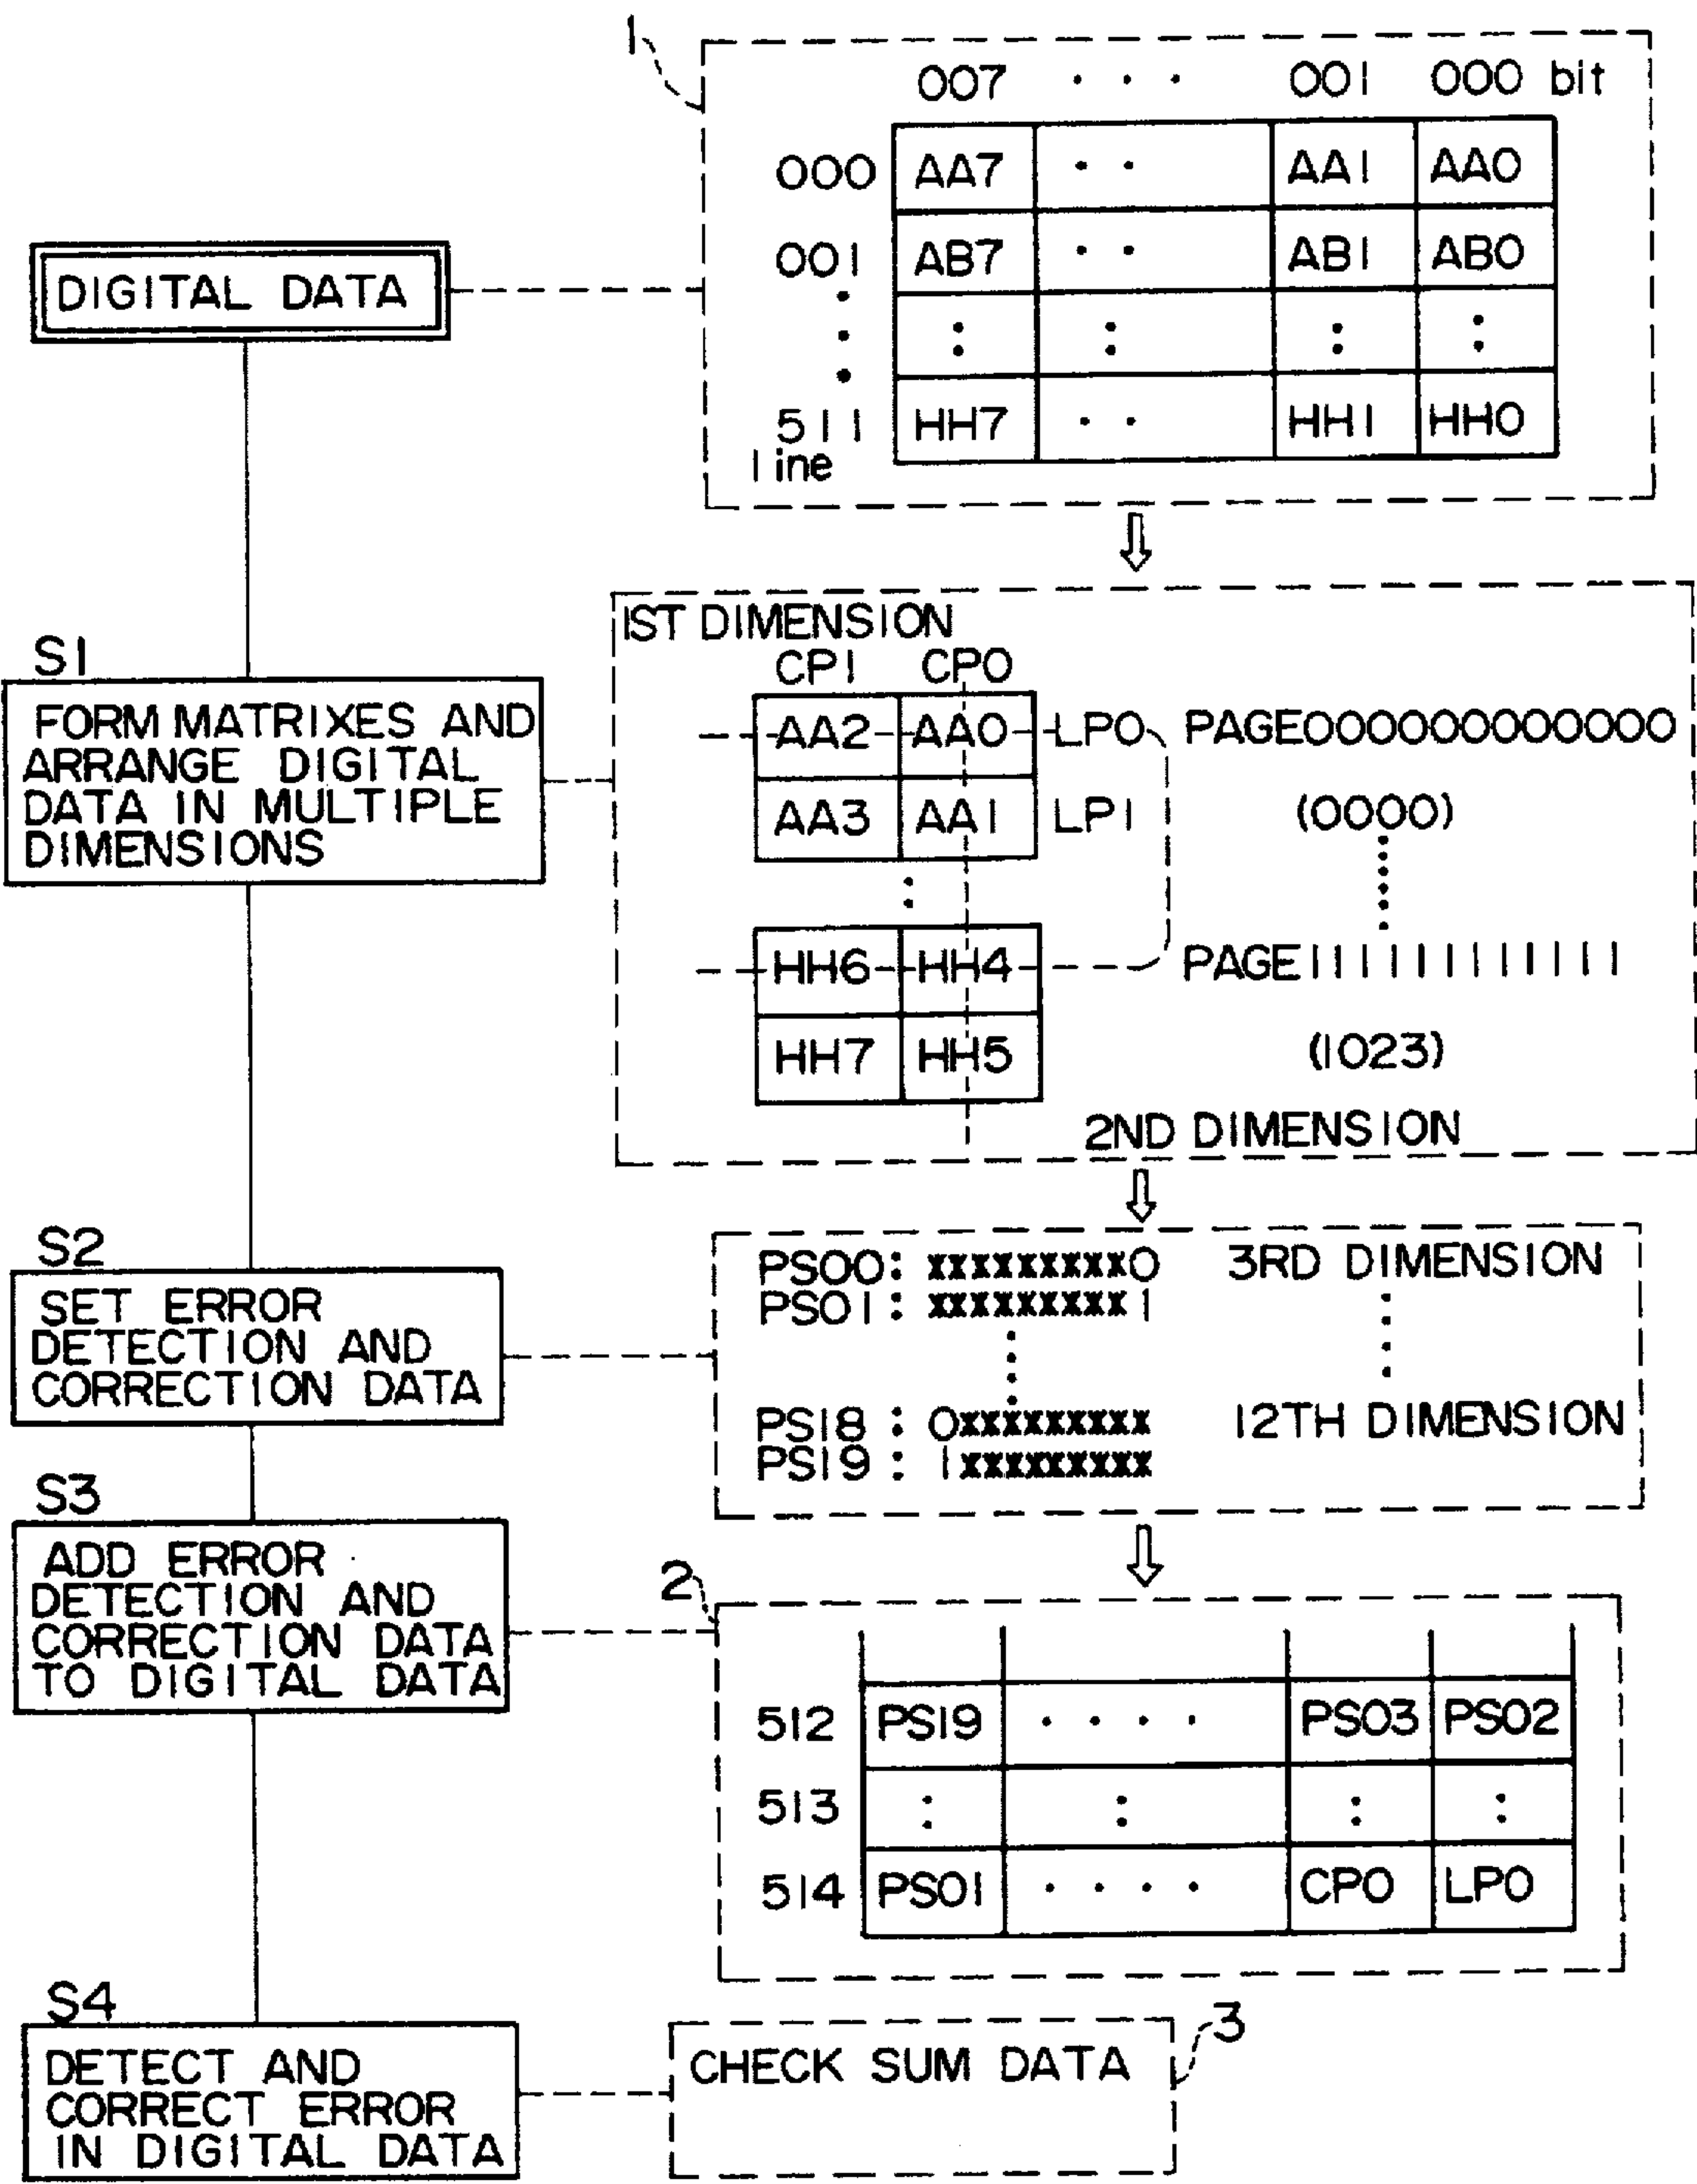 1
007 · · · 001 000 bit
000 AA7 · · AA1 AA0
001 AB7 · · AB1 AB0
511 HH7 · · HH1 HH0
line
DIGITAL DATA
S1
FORM MATRIXES AND
ARRANGE DIGITAL
DATA IN MULTIPLE
DIMENSIONS
1ST DIMENSION
CP1 CP0
AA2 AA0 LP0 PAGE000000000000
AA3 AA1 LP1 (0000)
HH6 HH4 PAGE111111111111
HH7 HH5 (1023)
2ND DIMENSION
S2
SET ERROR
DETECTION AND
CORRECTION DATA
PS00: xxxxxxxxx0 3RD DIMENSION
PS01: xxxxxxxxx1
PS18: 0xxxxxxxxx 12TH DIMENSION
PS19: 1xxxxxxxxx
S3
ADD ERROR
DETECTION AND
CORRECTION DATA
TO DIGITAL DATA
2
512 PS19 · · · · PS03 PS02
513
514 PS01 · · · · CP0 LP0
S4
DETECT AND
CORRECT ERROR
IN DIGITAL DATA
CHECK SUM DATA
3